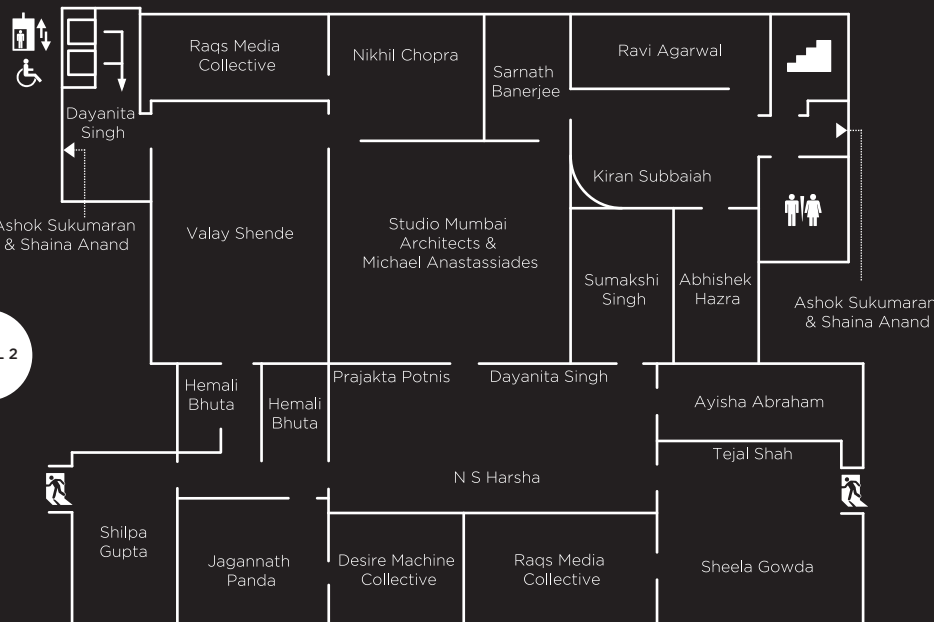 Raqs Media
Collective
Nikhil Chopra
Sarnath
Banerjee
Ravi Agarwal
Dayanita
Singh
Kiran Subbaiah
Ashok Sukumaran
& Shaina Anand
Valay Shende
Studio Mumbai
Architects &
Michael Anastassiades
Sumakshi
Singh
Abhishek
Hazra
Ashok Sukumaran
& Shaina Anand
L 2
Prajakta Potnis
Dayanita Singh
Hemali
Bhuta
Hemali
Bhuta
Ayisha Abraham
Tejal Shah
N S Harsha
Shilpa
Gupta
Jagannath
Panda
Desire Machine
Collective
Raqs Media
Collective
Sheela Gowda